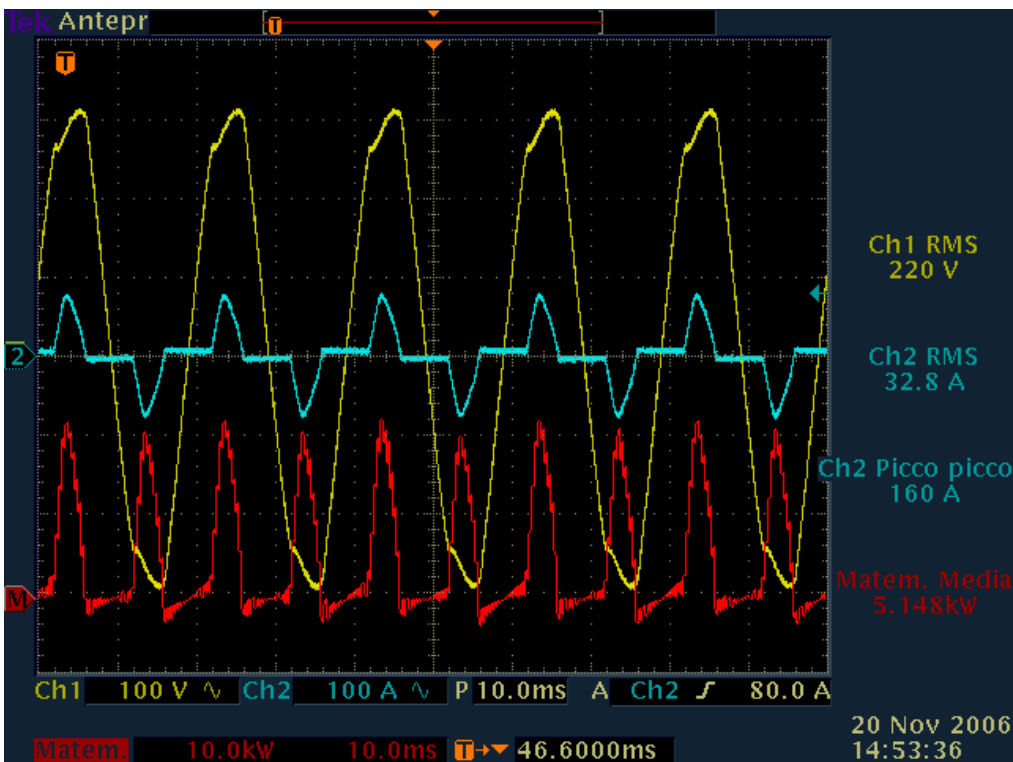 Tek Antepr
T
T
Ch1 RMS
220 V
2
Ch2 RMS
32.8 A
Ch2 Picco picco
160 A
M
Matem. Media
5.148kW
Ch1 100 V Ch2 100 A P 10.0ms A Ch2 80.0 A
Matem. 10.0kW 10.0ms T 46.6000ms
20 Nov 2006
14:53:36